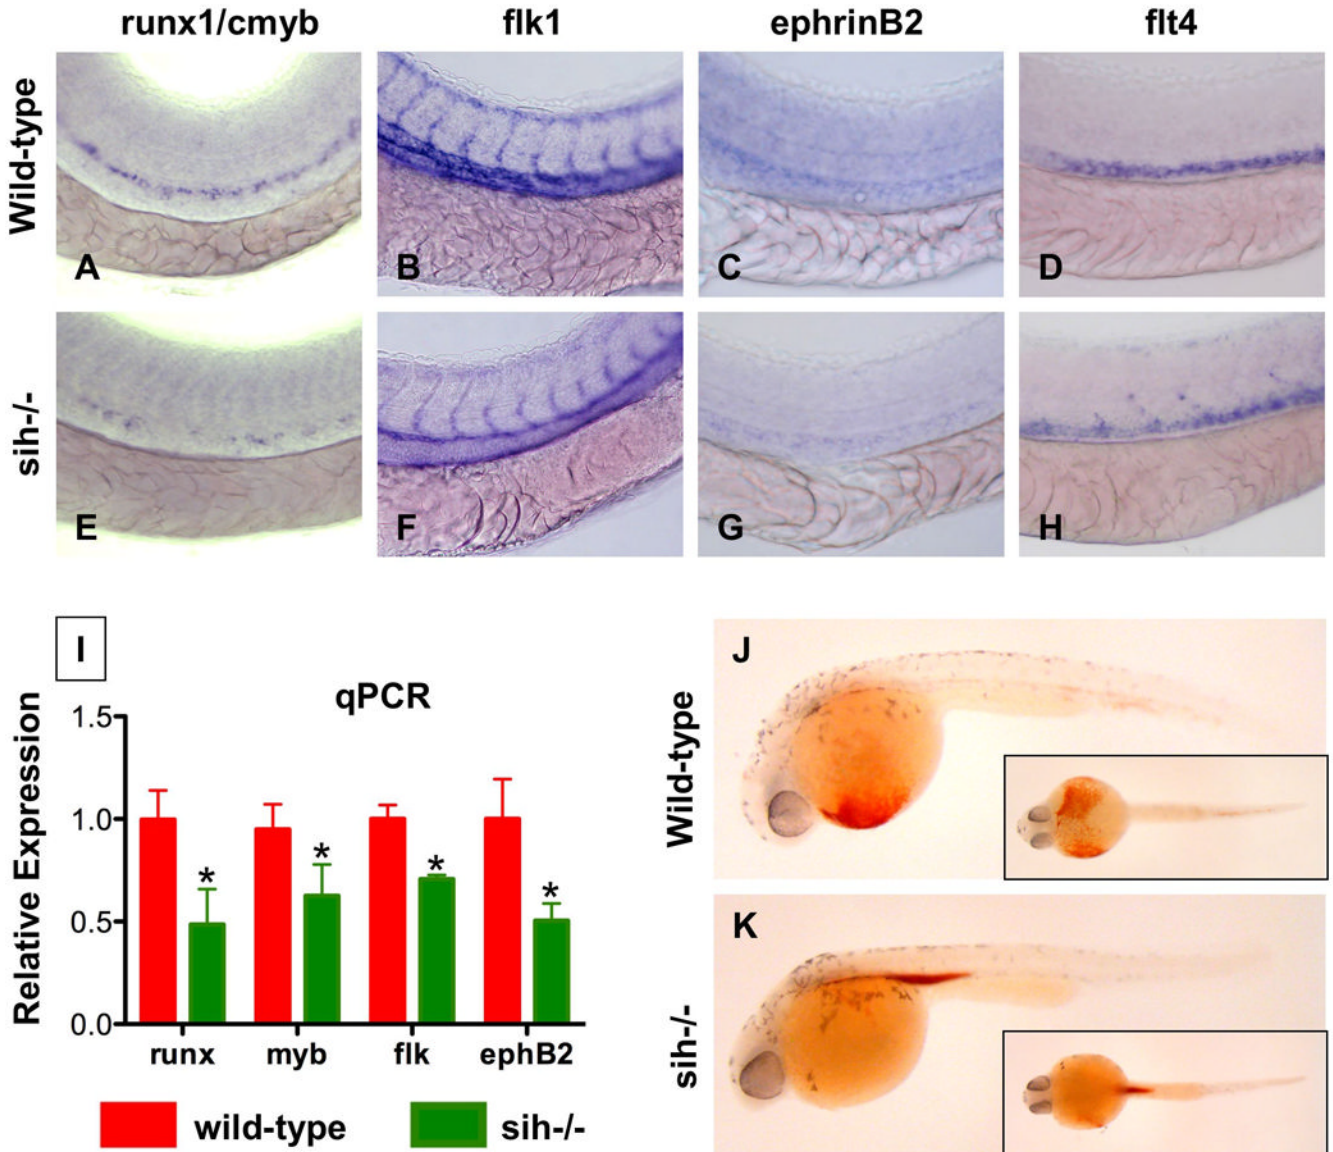 runx1/cmyb flk1 ephrinB2 flt4
Wild-type
A B C D
sih-/-
E F G H
I
qPCR
Relative Expression
1.5
1.0
0.5
0.0
* * * *
runx myb flk ephB2
wild-type sih-/-
J
Wild-type
K
sih-/-